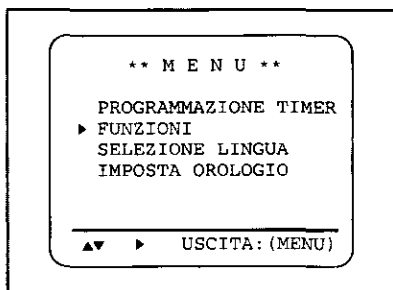 ** M E N U **
PROGRAMMAZIONE TIMER
▶ FUNZIONI
SELEZIONE LINGUA
IMPOSTA OROLOGIO
▲▼ ▶ USCITA:(MENU)